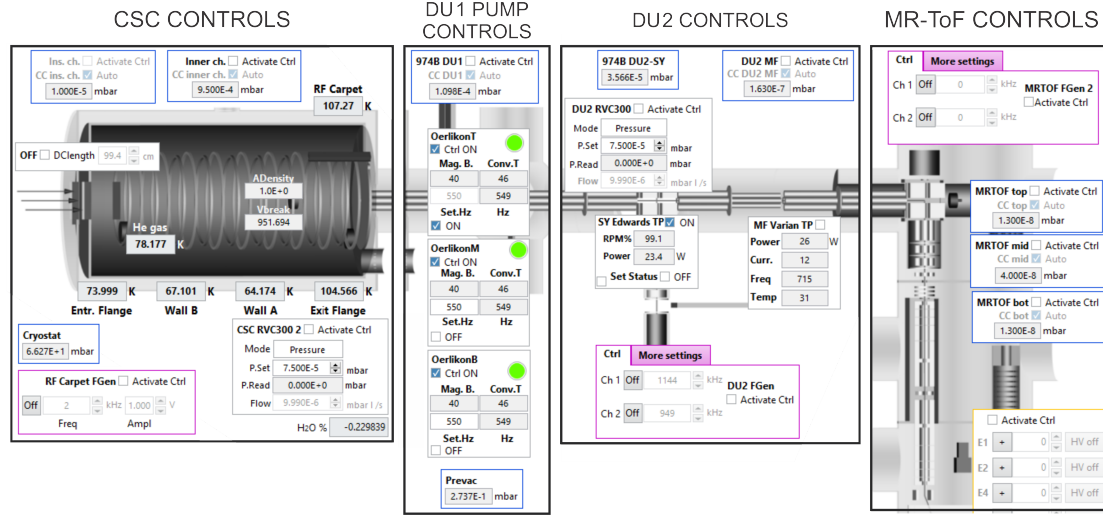 CSC CONTROLS
DU1 PUMP
CONTROLS
DU2 CONTROLS
MR-ToF CONTROLS
Ins. ch. Activate Ctrl
CC ins. ch. Auto
1.000E-5 mbar
Inner ch. Activate Ctrl
CC inner ch. Auto
9.500E-4 mbar
RF Carpet
107.27 K
OFF DClength 99.4 cm
ADensity
1.0E+0
Vbreak
951.694
He gas
78.177 K
73.999 K 67.101 K 64.174 K 104.566 K
Entr. Flange Wall B Wall A Exit Flange
Cryostat
6.627E+1 mbar
RF Carpet FGen Activate Ctrl
Off 2 kHz 1.000 V
Freq Ampl
CSC RVC300 2 Activate Ctrl
Mode Pressure
P.Set 7.500E-5 mbar
P.Read 0.000E+0 mbar
Flow 9.990E-6 mbar l /s
H2O % -0.229839
974B DU1 Activate Ctrl
CC DU1 Auto
1.098E-4 mbar
OerlikonT
Ctrl ON
Mag. B. Conv.T
40 46
550 549
Set.Hz Hz
ON
OerlikonM
Ctrl ON
Mag. B. Conv.T
40 46
550 549
Set.Hz Hz
OFF
OerlikonB
Ctrl ON
Mag. B. Conv.T
40 46
550 549
Set.Hz Hz
OFF
Prevac
2.737E-1 mbar
974B DU2-SY
3.566E-5 mbar
DU2 MF Activate Ctrl
CC DU2 MF Auto
1.630E-7 mbar
DU2 RVC300 Activate Ctrl
Mode Pressure
P.Set 7.500E-5 mbar
P.Read 0.000E+0 mbar
Flow 9.990E-6 mbar l /s
SY Edwards TP ON
RPM% 99.1
Power 23.4 W
Set Status OFF
MF Varian TP
Power 26 W
Curr. 12
Freq 715
Temp 31
Ctrl More settings
Ch 1 Off 1144 kHz
DU2 FGen
Activate Ctrl
Ch 2 Off 949 kHz
Ctrl More settings
Ch 1 Off 0 kHz
MRTOF FGen 2
Activate Ctrl
Ch 2 Off 0 kHz
MRTOF top Activate Ctrl
CC top Auto
1.300E-8 mbar
MRTOF mid Activate Ctrl
CC mid Auto
4.000E-8 mbar
MRTOF bot Activate Ctrl
CC bot Auto
1.300E-8 mbar
Activate Ctrl
E1 + 0 HV off
E2 + 0 HV off
E4 + 0 HV off